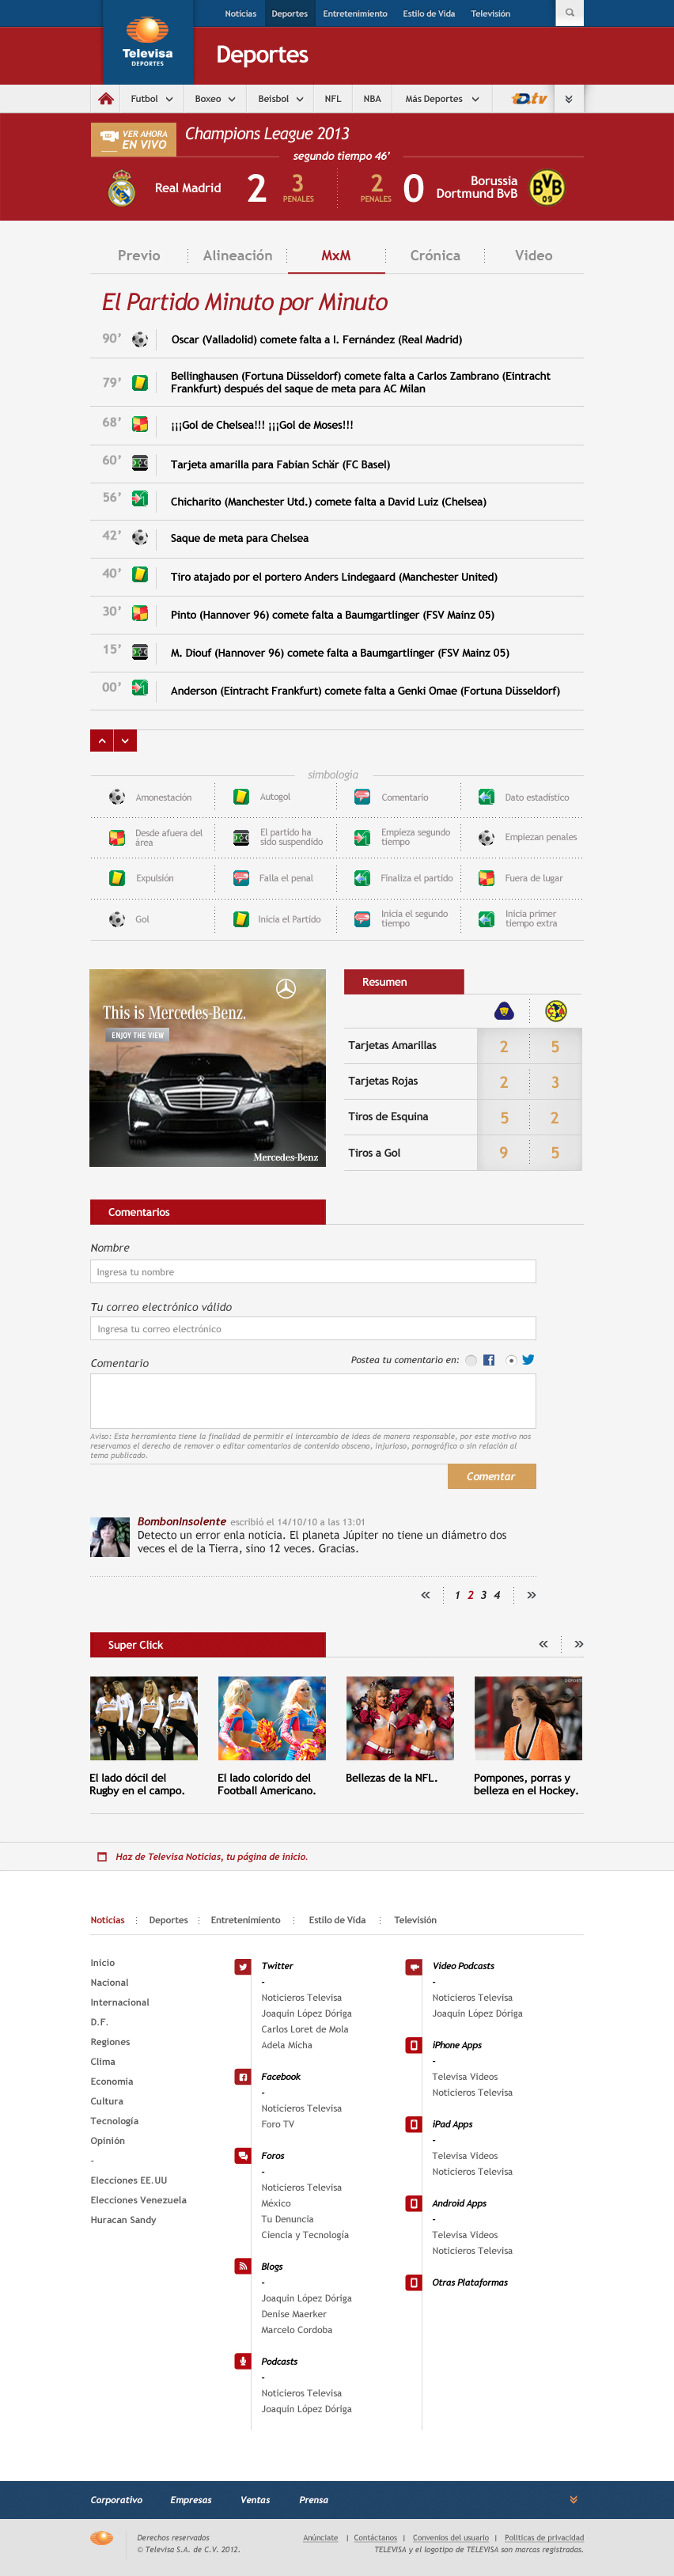 Noticias Deportes Entretenimiento Estilo de Vida Televisión
Televisa
DEPORTES
Deportes
Futbol Boxeo Beisbol NFL NBA Más Deportes TD.tv
VER AHORA
EN VIVO
Champions League 2013
segundo tiempo 46’
Real Madrid 2 3 PENALES 2 PENALES 0 Borussia
Dortmund BvB
BVB
09
Previo Alineación MxM Crónica Video
El Partido Minuto por Minuto
90’ Oscar (Valladolid) comete falta a I. Fernández (Real Madrid)
79’ Bellinghausen (Fortuna Düsseldorf) comete falta a Carlos Zambrano (Eintracht
Frankfurt) después del saque de meta para AC Milan
68’ ¡¡¡Gol de Chelsea!!! ¡¡¡Gol de Moses!!!
60’ Tarjeta amarilla para Fabian Schär (FC Basel)
56’ Chicharito (Manchester Utd.) comete falta a David Luiz (Chelsea)
42’ Saque de meta para Chelsea
40’ Tiro atajado por el portero Anders Lindegaard (Manchester United)
30’ Pinto (Hannover 96) comete falta a Baumgartlinger (FSV Mainz 05)
15’ M. Diouf (Hannover 96) comete falta a Baumgartlinger (FSV Mainz 05)
00’ Anderson (Eintracht Frankfurt) comete falta a Genki Omae (Fortuna Düsseldorf)
simbología
Amonestación Autogol Comentario Dato estadístico
Desde afuera del
área
El partido ha
sido suspendido
Empieza segundo
tiempo
Empiezan penales
Expulsión Falla el penal Finaliza el partido Fuera de lugar
Gol Inicia el Partido
Inicia el segundo
tiempo
Inicia primer
tiempo extra
This is Mercedes-Benz.
ENJOY THE VIEW
Mercedes-Benz
Resumen
Tarjetas Amarillas 2 5
Tarjetas Rojas 2 3
Tiros de Esquina 5 2
Tiros a Gol 9 5
Comentarios
Nombre
Ingresa tu nombre
Tu correo electrónico válido
Ingresa tu correo electrónico
Comentario Postea tu comentario en:
Aviso: Esta herramienta tiene la finalidad de permitir el intercambio de ideas de manera responsable, por este motivo nos
reservamos el derecho de remover o editar comentarios de contenido obsceno, injurioso, pornográfico o sin relación al
tema publicado.
Comentar
BombonInsolente escribió el 14/10/10 a las 13:01
Detecto un error enla noticia. El planeta Júpiter no tiene un diámetro dos
veces el de la Tierra, sino 12 veces. Gracias.
« 1 2 3 4 »
Super Click « »
El lado dócil del
Rugby en el campo.
El lado colorido del
Football Americano.
Bellezas de la NFL.
Pompones, porras y
belleza en el Hockey.
Haz de Televisa Noticias, tu página de inicio.
Noticias Deportes Entretenimiento Estilo de Vida Televisión
Inicio
Nacional
Internacional
D.F.
Regiones
Clima
Economia
Cultura
Tecnología
Opinión
-
Elecciones EE.UU
Elecciones Venezuela
Huracan Sandy
Twitter
-
Noticieros Televisa
Joaquin López Dóriga
Carlos Loret de Mola
Adela Micha
Facebook
-
Noticieros Televisa
Foro TV
Foros
-
Noticieros Televisa
México
Tu Denuncia
Ciencia y Tecnología
Blogs
-
Joaquin López Dóriga
Denise Maerker
Marcelo Cordoba
Podcasts
-
Noticieros Televisa
Joaquin López Dóriga
Video Podcasts
-
Noticieros Televisa
Joaquin López Dóriga
iPhone Apps
-
Televisa Videos
Noticieros Televisa
iPad Apps
-
Televisa Videos
Noticieros Televisa
Android Apps
-
Televisa Videos
Noticieros Televisa
Otras Plataformas
Corporativo Empresas Ventas Prensa
Derechos reservados
© Televisa S.A. de C.V. 2012.
Anúnciate | Contáctanos | Convenios del usuario | Políticas de privacidad
TELEVISA y el logotipo de TELEVISA son marcas registradas.